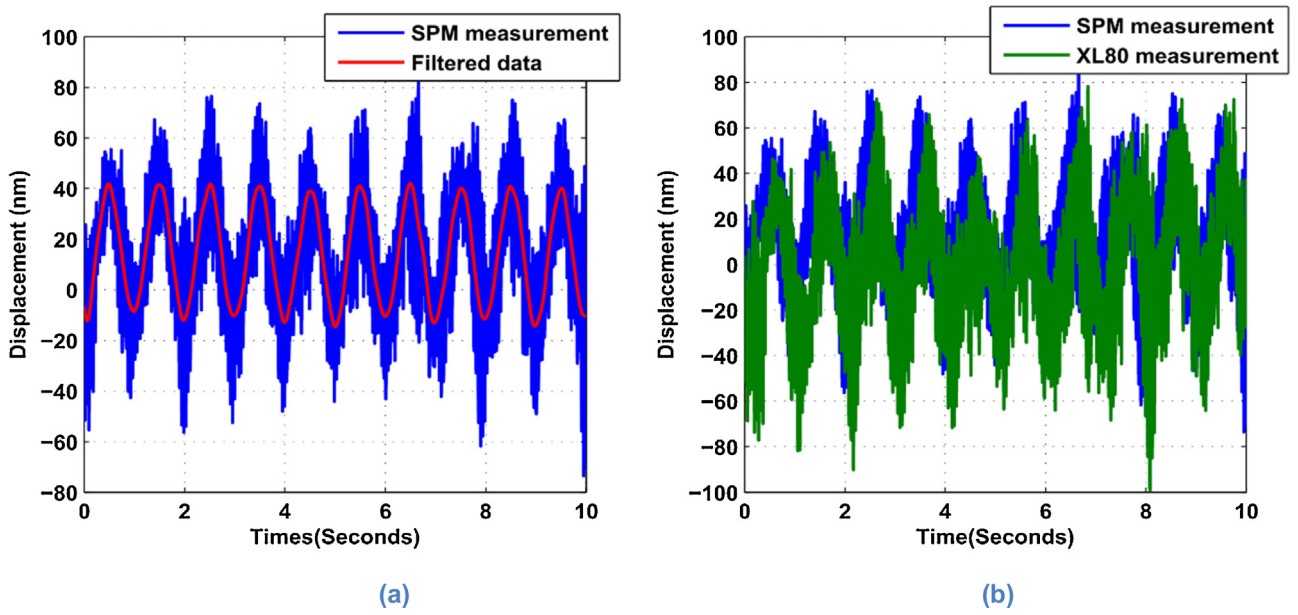 SPM measurement
Filtered data
100
80
60
40
20
0
−20
−40
−60
−80
Displacement (nm)
0 2 4 6 8 10
Times(Seconds)
(a)
SPM measurement
XL80 measurement
100
80
60
40
20
0
−20
−40
−60
−80
−100
Displacement (nm)
0 2 4 6 8 10
Time(Seconds)
(b)